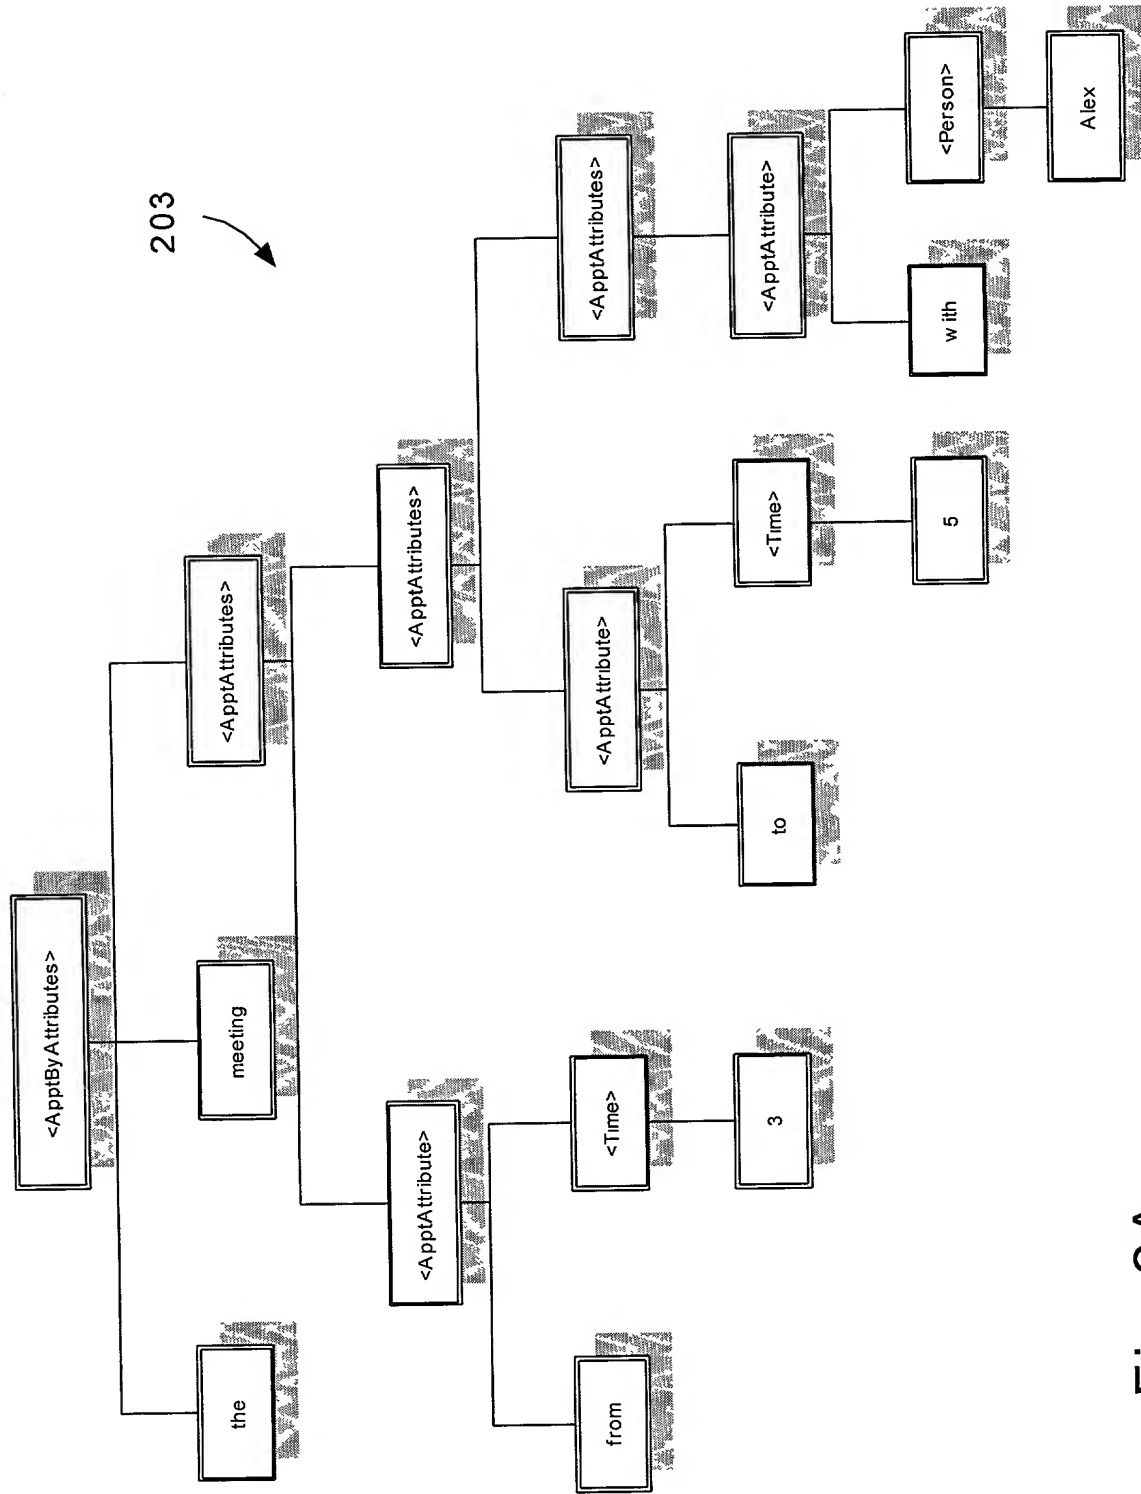 203
<ApptByAttributes>
the
meeting
<ApptAttributes>
<ApptAttribute>
<ApptAttributes>
from
<Time>
<ApptAttribute>
<ApptAttributes>
3
to
<Time>
<ApptAttribute>
5
with
<Person>
Alex